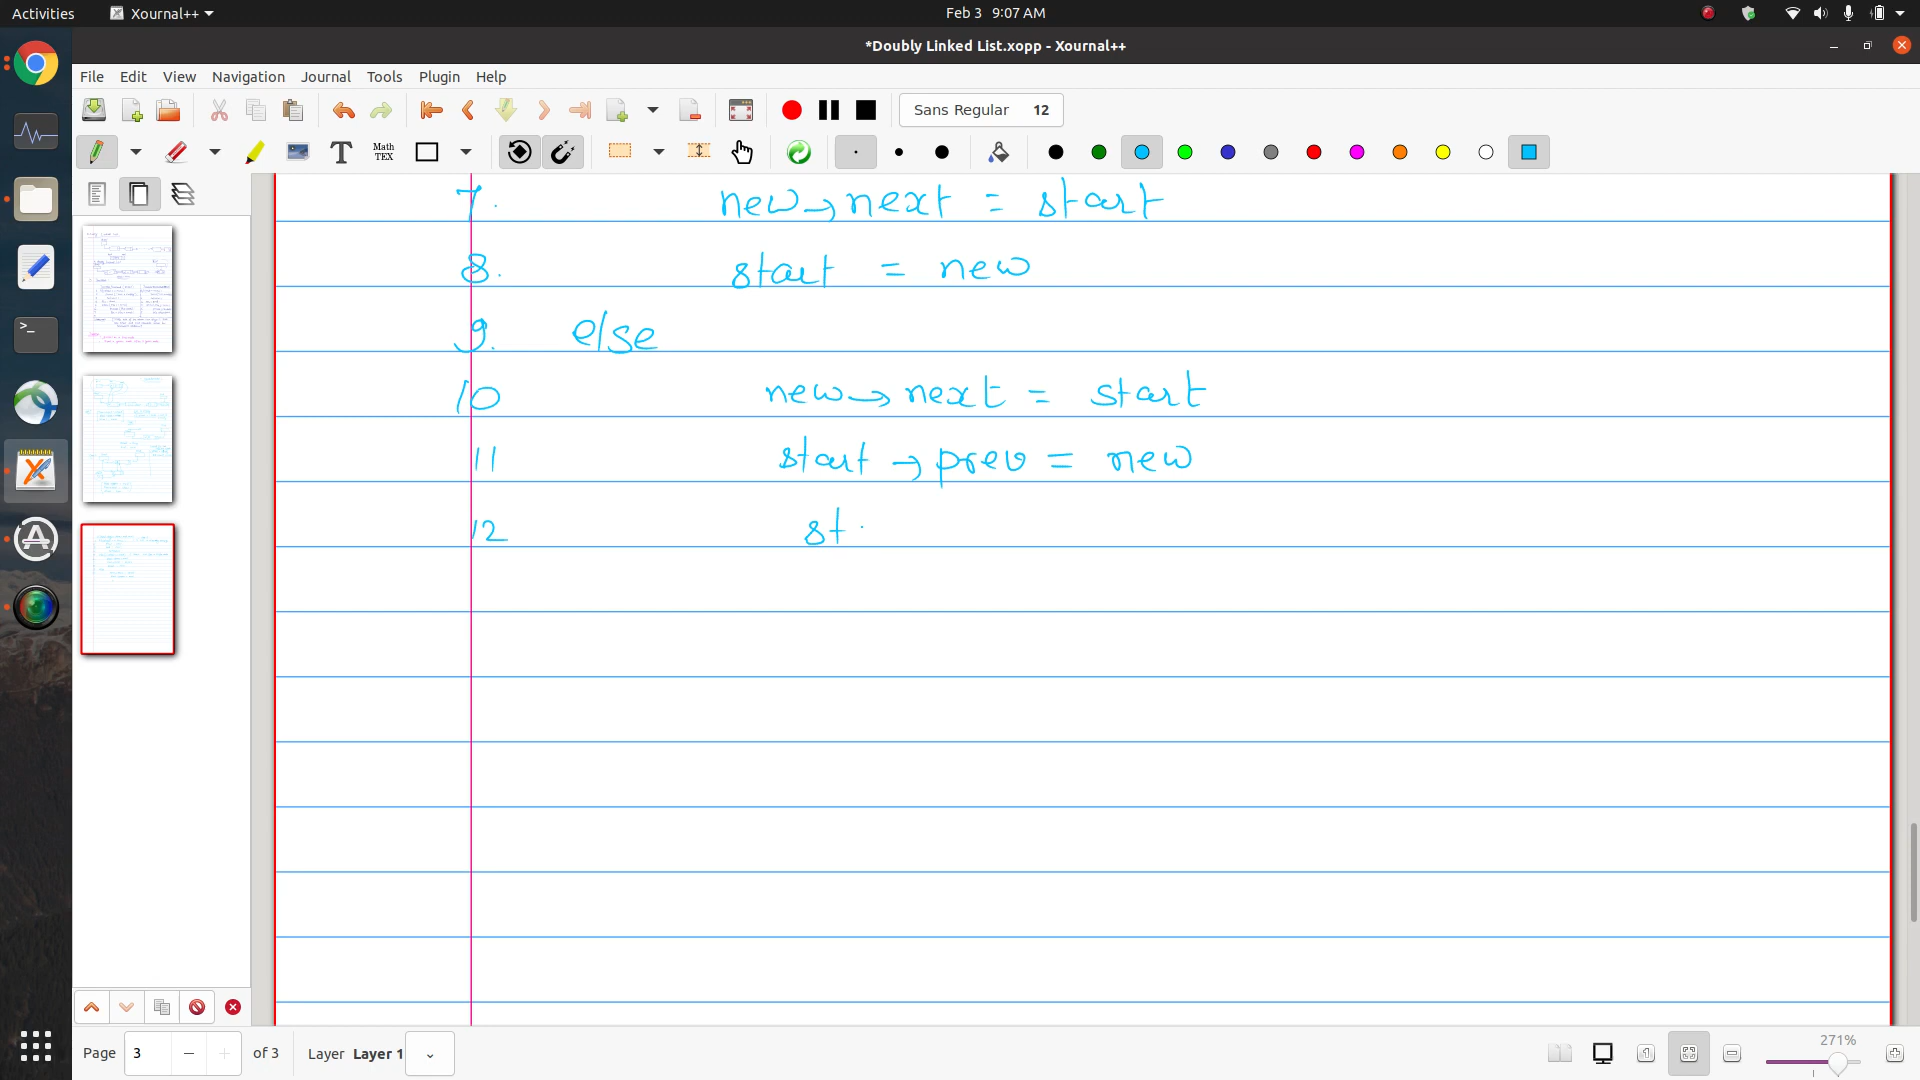 Activities Xournal++ Feb 3 9:07 AM
*Doubly Linked List.xopp - Xournal++
File Edit View Navigation Journal Tools Plugin Help
Sans Regular 12
T Math TEX
7. new→next = start
8. start = new
9. else
10 new→next = start
11 start→prev = new
12 st
Page 3 of 3 Layer Layer 1 271%